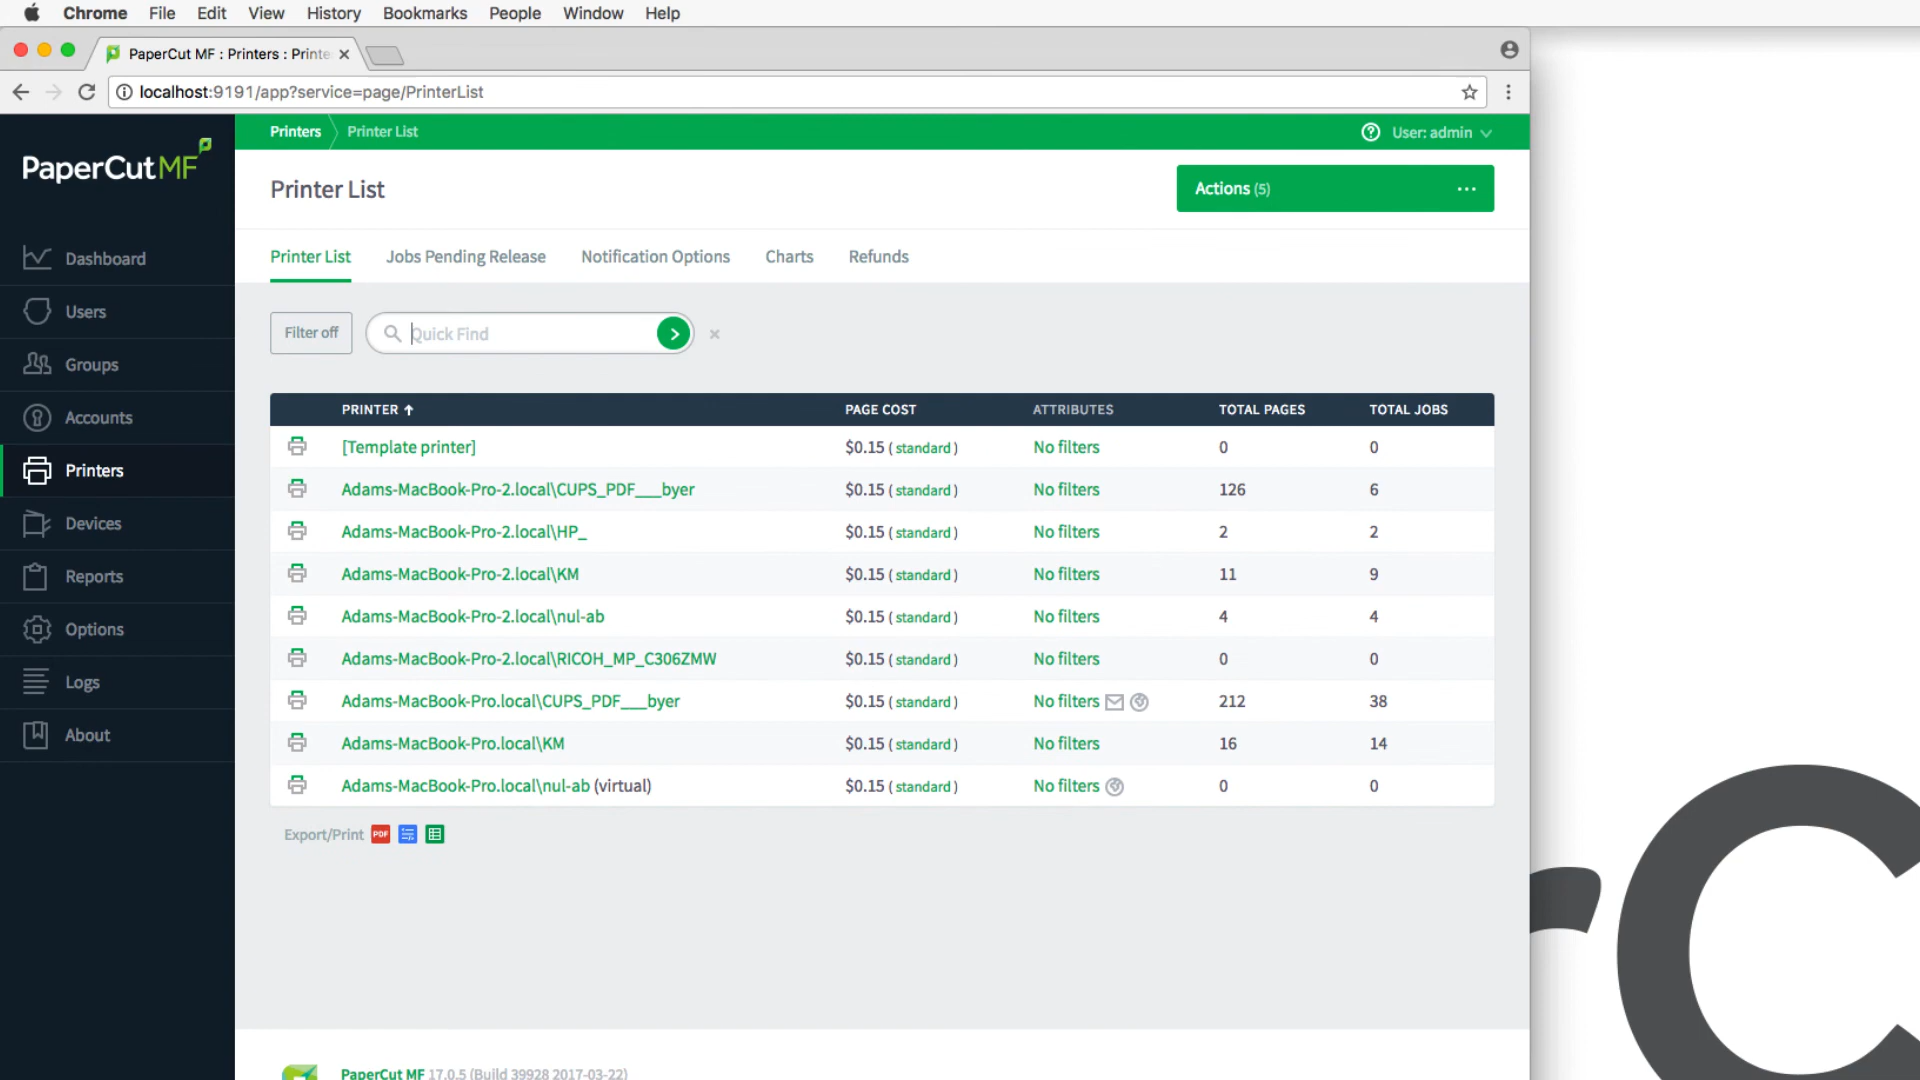 Chrome File Edit View History Bookmarks People Window Help
PaperCut MF : Printers : Printe
localhost:9191/app?service=page/PrinterList
PaperCut MF
Printers Printer List
User: admin
Printer List
Actions (5)
Dashboard
Users
Groups
Accounts
Printers
Devices
Reports
Options
Logs
About
Printer List Jobs Pending Release Notification Options Charts Refunds
Filter off
Quick Find
PRINTER PAGE COST ATTRIBUTES TOTAL PAGES TOTAL JOBS
[Template printer] $0.15 ( standard ) No filters 0 0
Adams-MacBook-Pro-2.local\CUPS_PDF___byer $0.15 ( standard ) No filters 126 6
Adams-MacBook-Pro-2.local\HP_ $0.15 ( standard ) No filters 2 2
Adams-MacBook-Pro-2.local\KM $0.15 ( standard ) No filters 11 9
Adams-MacBook-Pro-2.local\nul-ab $0.15 ( standard ) No filters 4 4
Adams-MacBook-Pro-2.local\RICOH_MP_C306ZMW $0.15 ( standard ) No filters 0 0
Adams-MacBook-Pro.local\CUPS_PDF___byer $0.15 ( standard ) No filters 212 38
Adams-MacBook-Pro.local\KM $0.15 ( standard ) No filters 16 14
Adams-MacBook-Pro.local\nul-ab (virtual) $0.15 ( standard ) No filters 0 0
Export/Print PDF
PaperCut MF 17.0.5 (Build 39928 2017-03-22)
rC